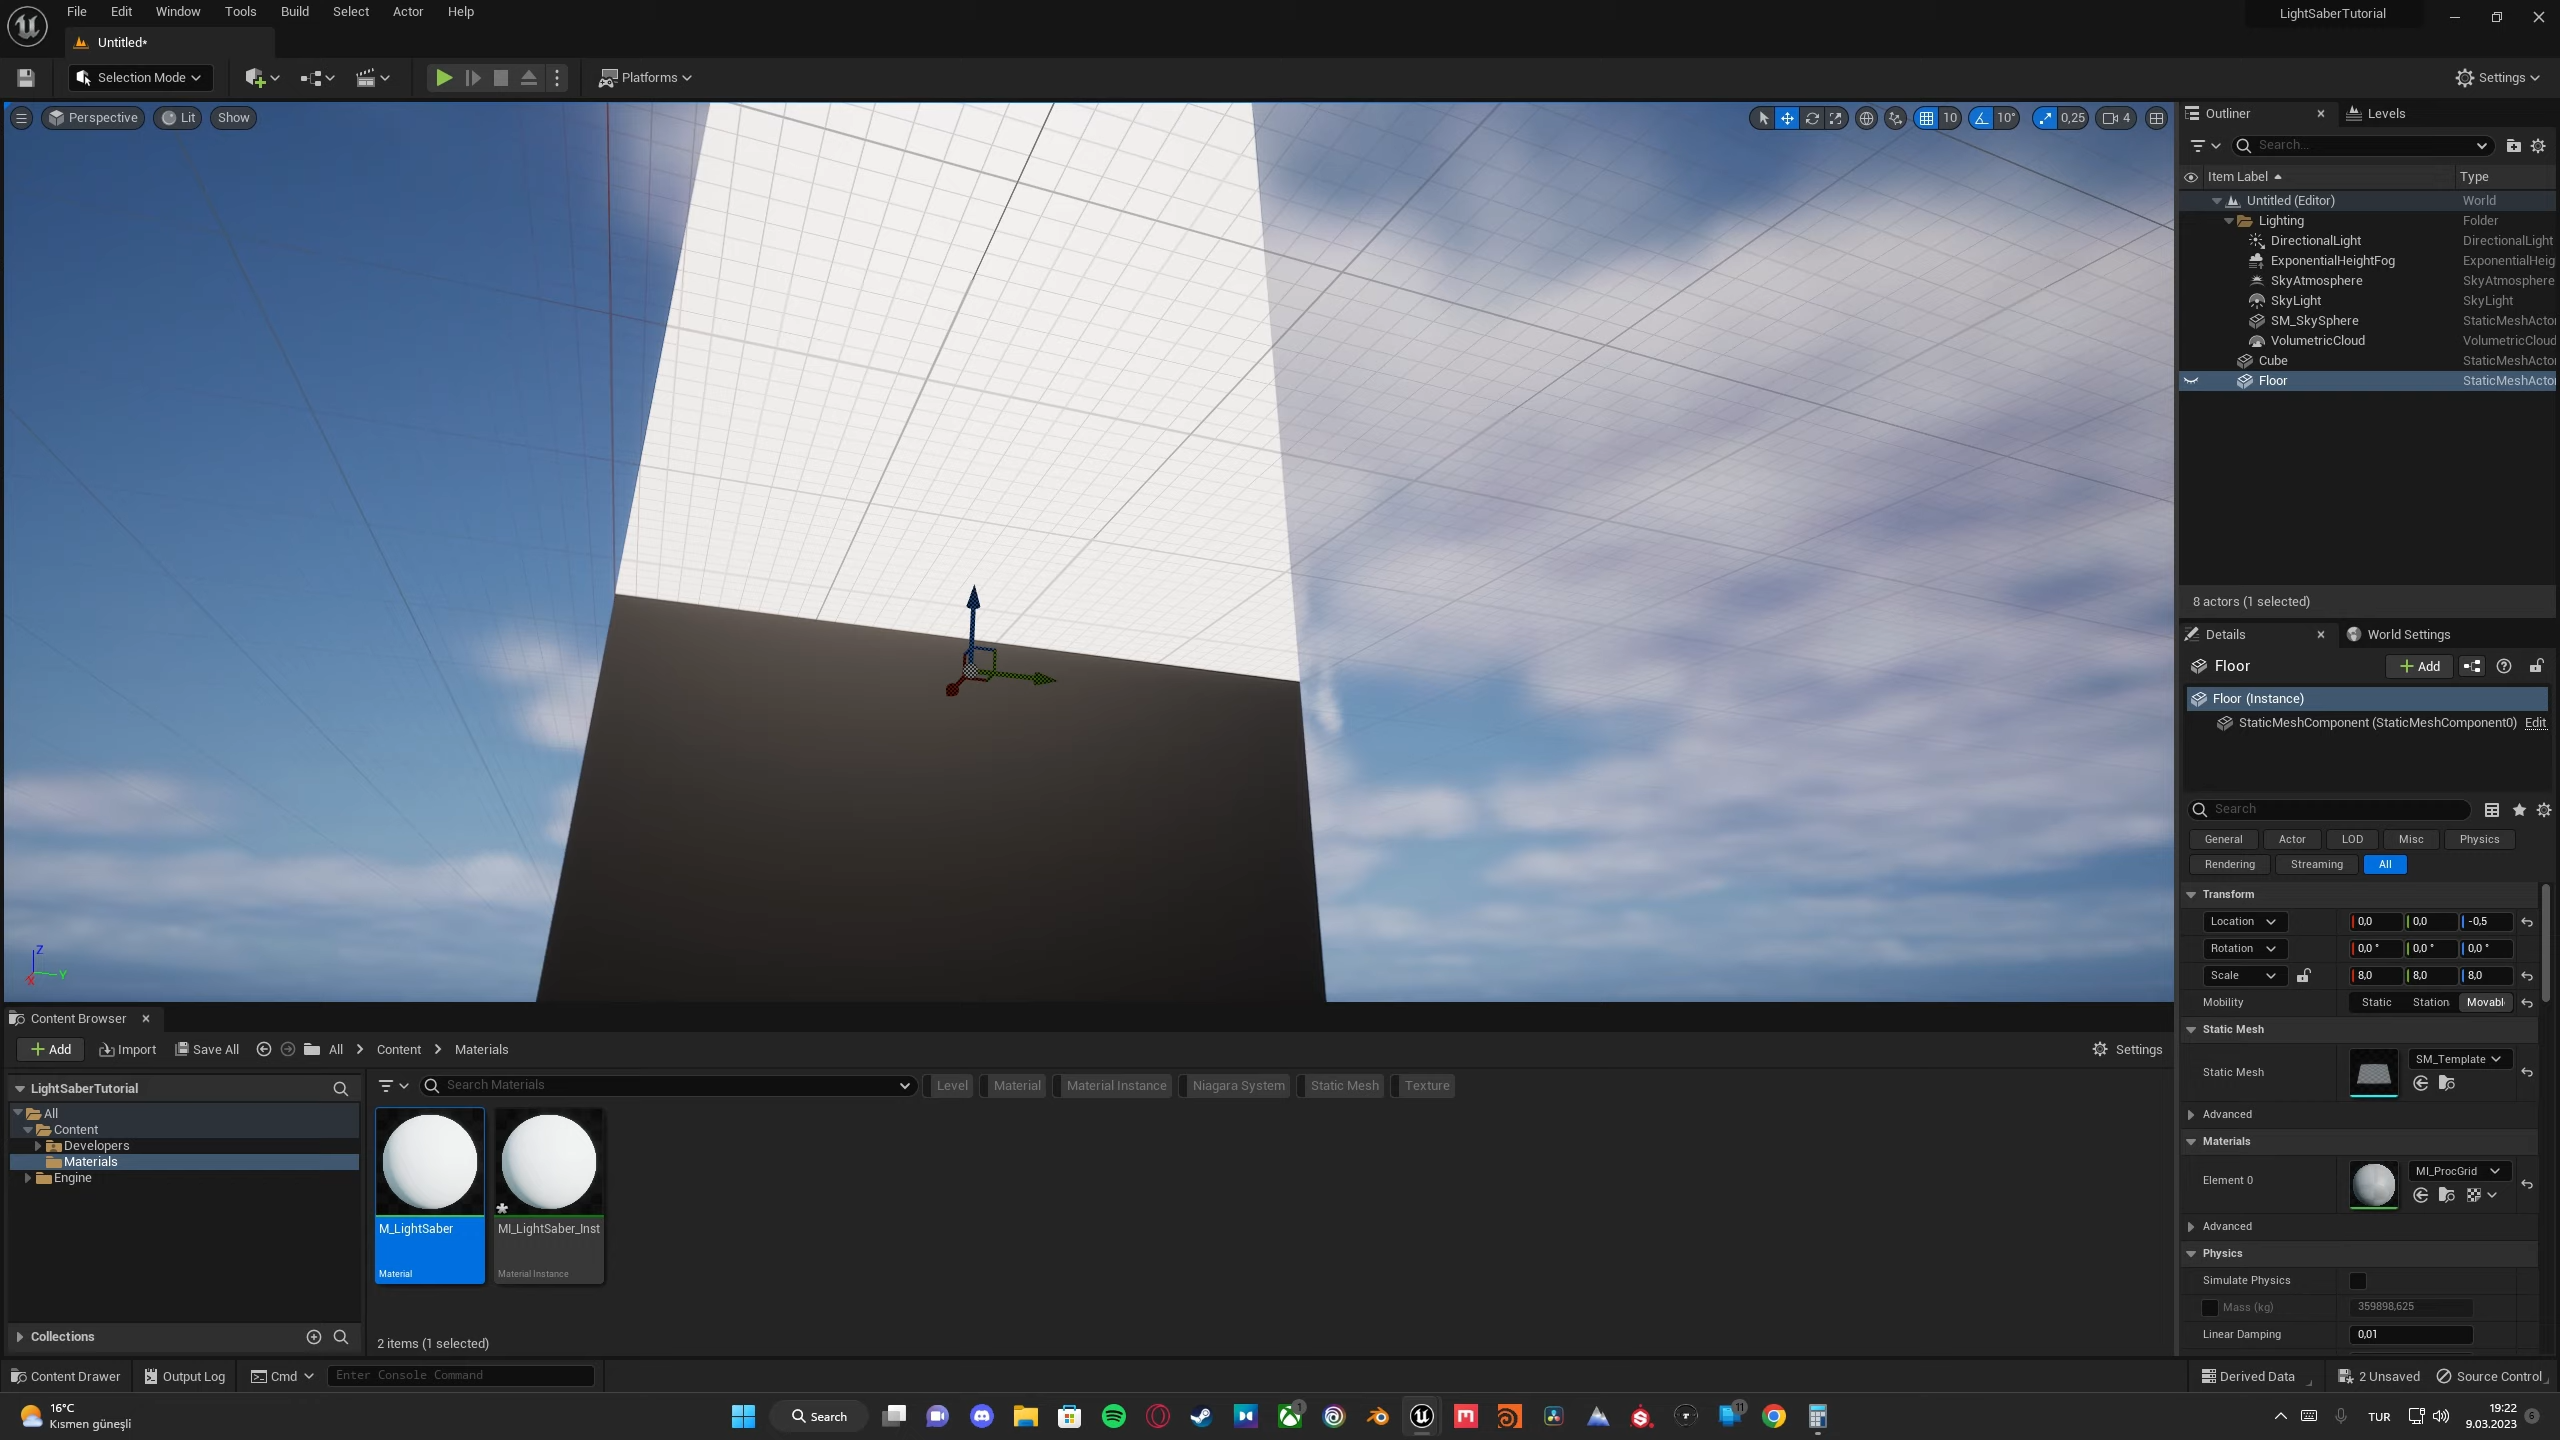 File Edit Window Tools Build Select Actor Help
LightSaberTutorial
Untitled*
Selection Mode
Platforms
Settings
Perspective Lit Show
10 10° 0,25 4
Outliner Levels
Search...
Item Label Type
Untitled (Editor) World
Lighting Folder
DirectionalLight DirectionalLight
ExponentialHeightFog ExponentialHeig
SkyAtmosphere SkyAtmosphere
SkyLight SkyLight
SM_SkySphere StaticMeshActo
VolumetricCloud VolumetricCloud
Cube StaticMeshActo
Floor StaticMeshActo
8 actors (1 selected)
Details World Settings
Floor Add
Floor (Instance)
StaticMeshComponent (StaticMeshComponent0) Edit
Search
General Actor LOD Misc Physics
Rendering Streaming All
Transform
Location 0,0 0,0 -0,5
Rotation 0,0 ° 0,0 ° 0,0 °
Scale 8,0 8,0 8,0
Mobility Static Station Movabl
Static Mesh
Static Mesh SM_Template
Advanced
Materials
Element 0 MI_ProcGrid
Advanced
Physics
Simulate Physics
Mass (kg) 359898,625
Linear Damping 0,01
Z
X Y
Content Browser
Add Import Save All All Content Materials Settings
LightSaberTutorial
All
Content
Developers
Materials
Engine
Collections
Search Materials Level Material Material Instance Niagara System Static Mesh Texture
M_LightSaber
Material
MI_LightSaber_Inst
Material Instance
2 items (1 selected)
Content Drawer Output Log Cmd Enter Console Command Derived Data 2 Unsaved Source Control
16°C
Kısmen güneşli
Search
1
11
TUR
19:22
9.03.2023
6